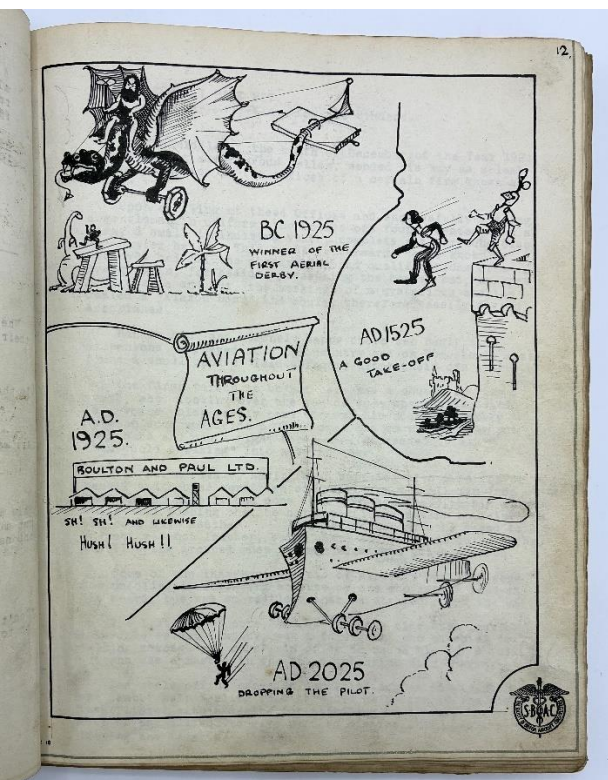 12.
BC 1925
WINNER OF THE
FIRST AERIAL
DERBY.
AD 1525
A GOOD
TAKE-OFF
AVIATION
THROUGHOUT
THE
AGES.
A.D.
1925.
BOULTON AND PAUL LTD.
SH! SH! AND LIKEWISE
HUSH! HUSH!!
AD 2025
DROPPING THE PILOT.
S·B·A·C